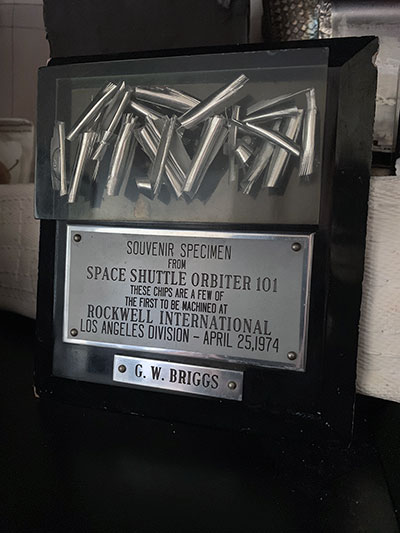 SOUVENIR SPECIMEN
FROM
SPACE SHUTTLE ORBITER 101
THESE CHIPS ARE A FEW OF
THE FIRST TO BE MACHINED AT
ROCKWELL INTERNATIONAL
LOS ANGELES DIVISION - APRIL 25,1974
G. W. BRIGGS